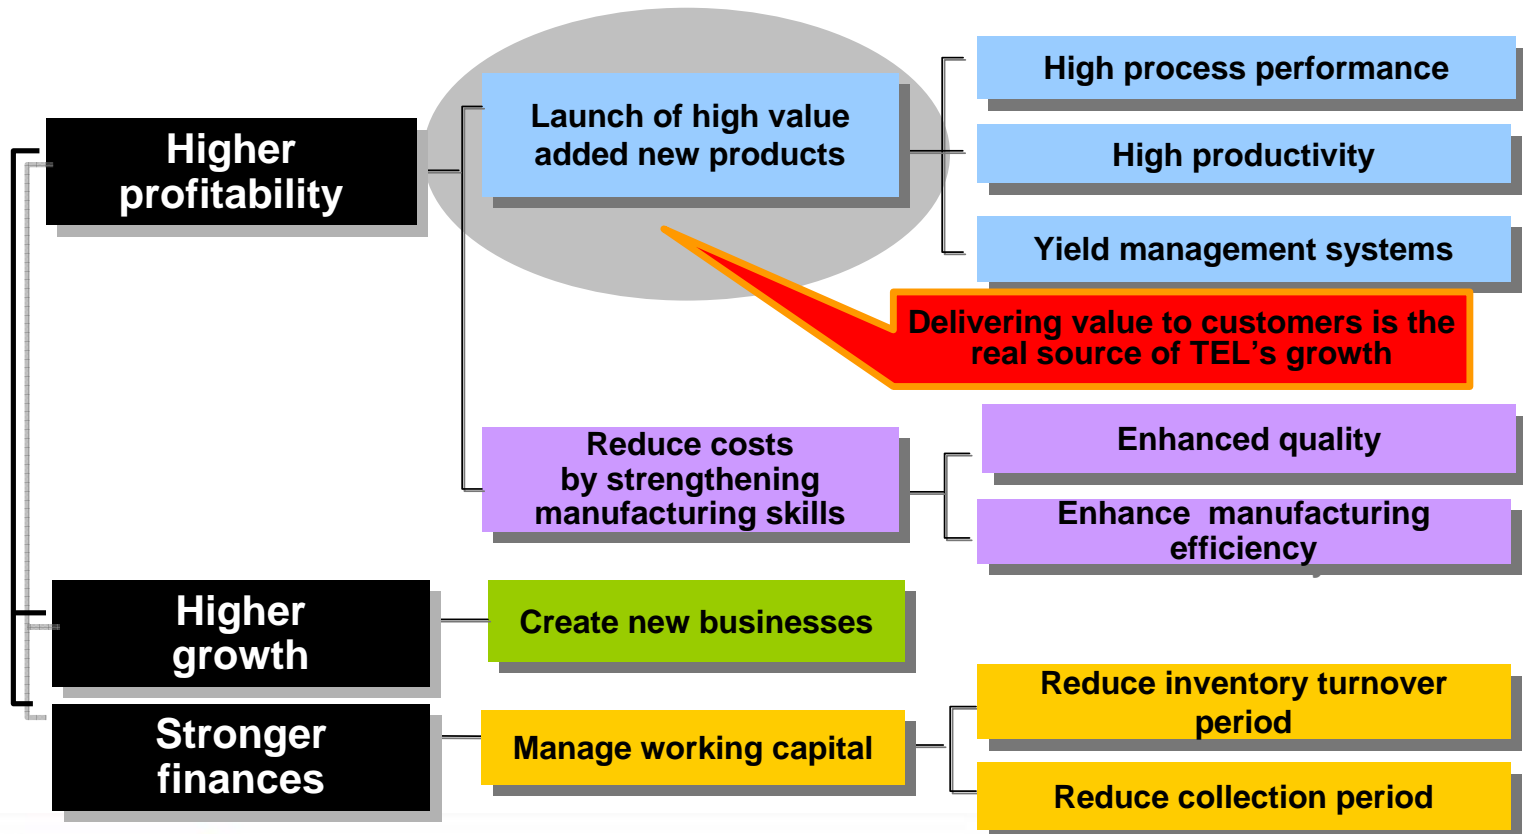 Higher
profitability
Launch of high value
added new products
High process performance
High productivity
Yield management systems
Delivering value to customers is the
real source of TEL's growth
Reduce costs
by strengthening
manufacturing skills
Enhanced quality
Enhance manufacturing
efficiency
Higher
growth
Create new businesses
Stronger
finances
Manage working capital
Reduce inventory turnover
period
Reduce collection period